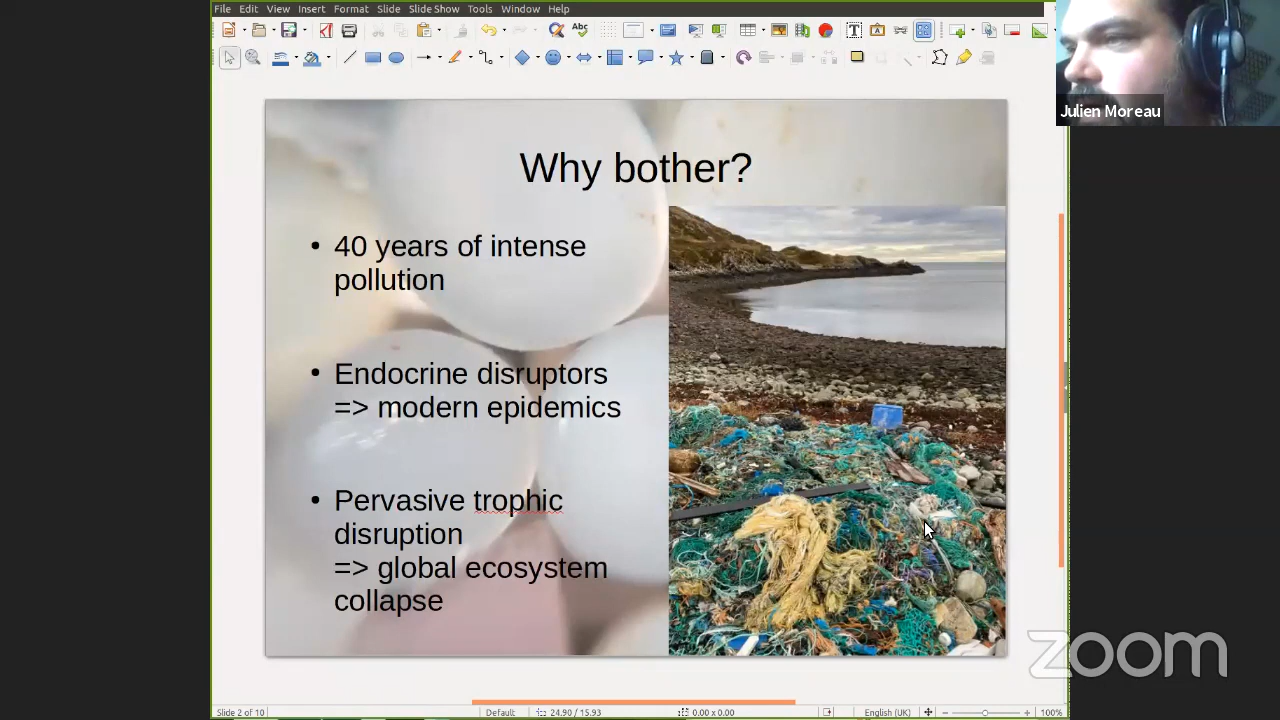 File Edit View Insert Format Slide Slide Show Tools Window Help
Abc
Julien Moreau
Why bother?
• 40 years of intense
pollution
• Endocrine disruptors
=> modern epidemics
• Pervasive trophic
disruption
=> global ecosystem
collapse
zoom
Slide 2 of 10 Default 24.90 / 15.93 0.00 x 0.00 English (UK) 100%